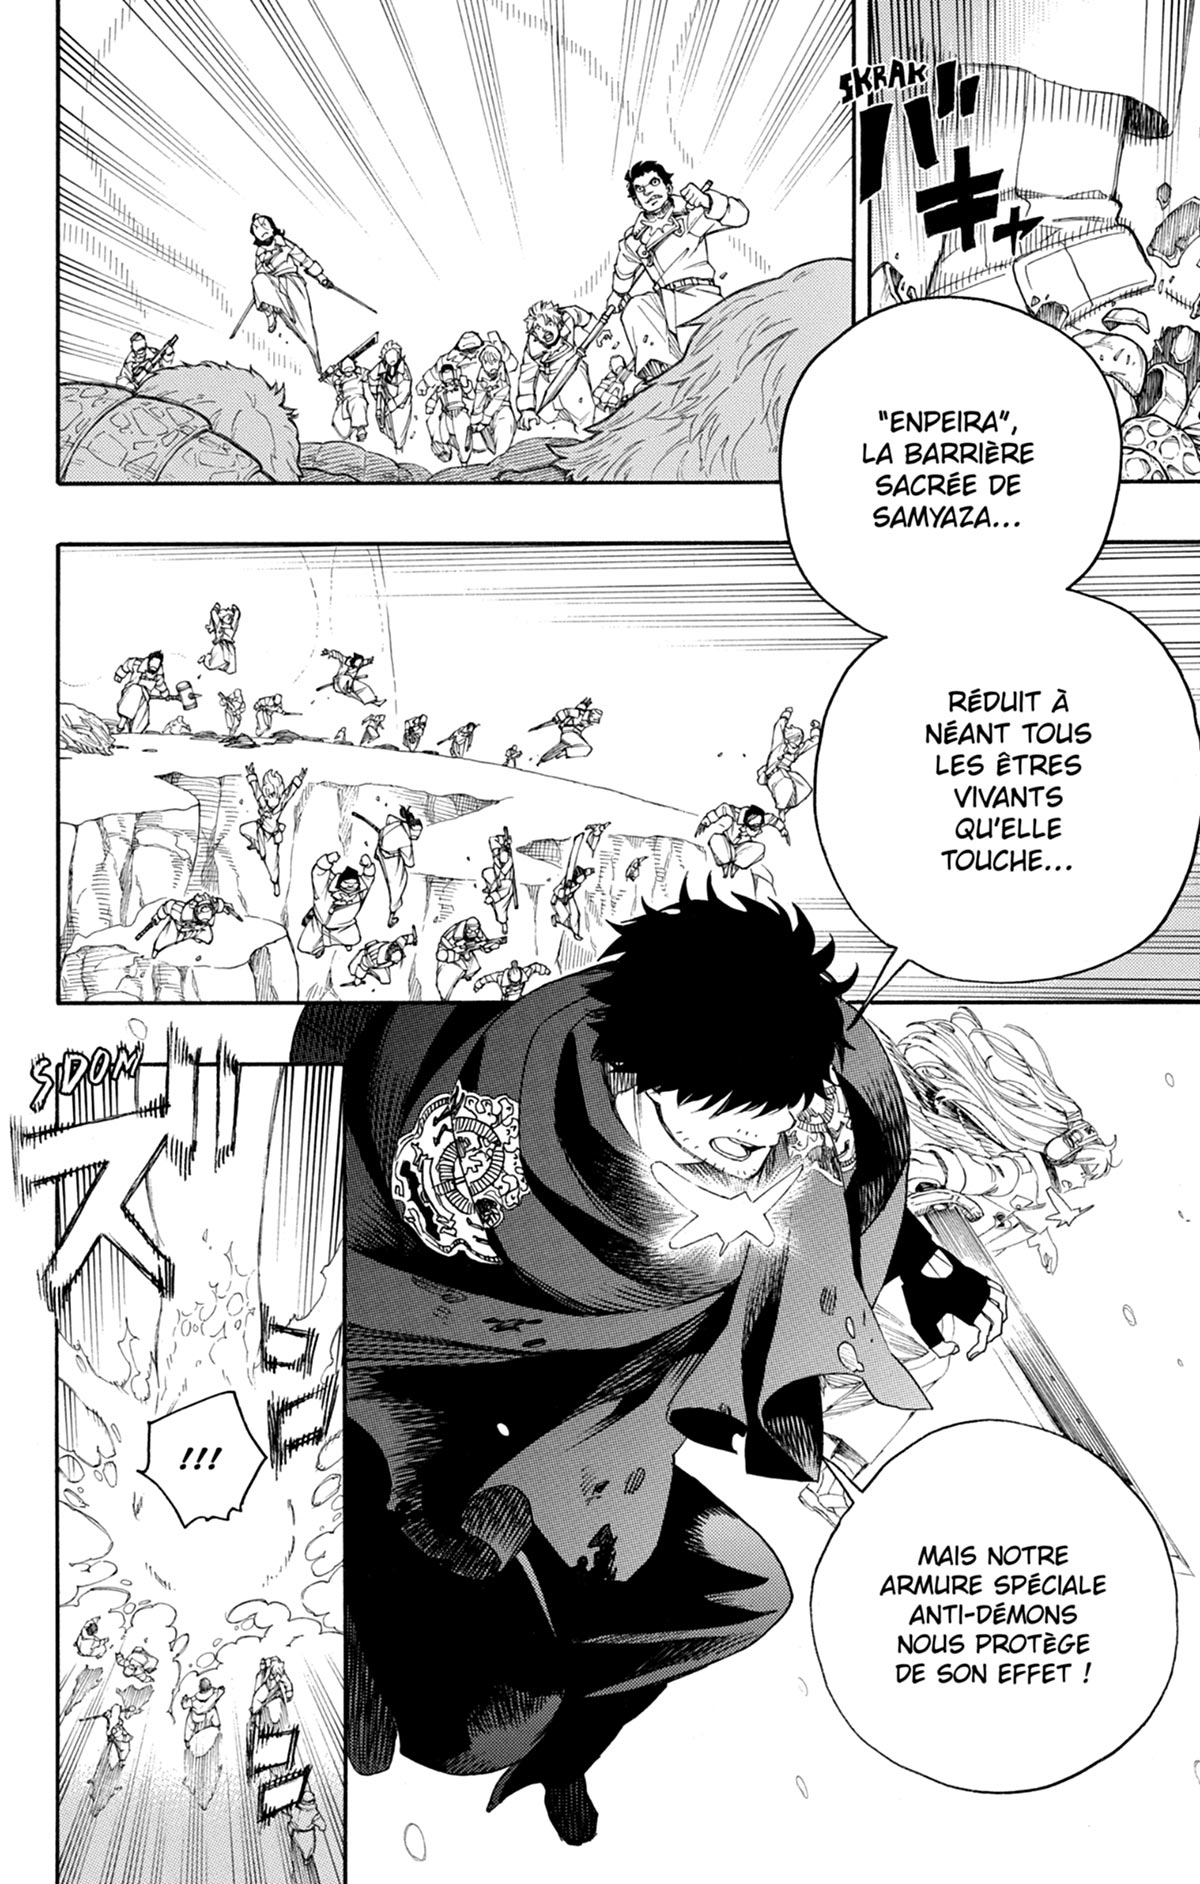 SKRAK
バキャ
"ENPEIRA",
LA BARRIÈRE
SACRÉE DE
SAMYAZA...
RÉDUIT À
NÉANT TOUS
LES ÊTRES
VIVANTS
QU'ELLE
TOUCHE...
SDOM
ズ
!!!
MAIS NOTRE
ARMURE SPÉCIALE
ANTI-DÉMONS
NOUS PROTÈGE
DE SON EFFET !